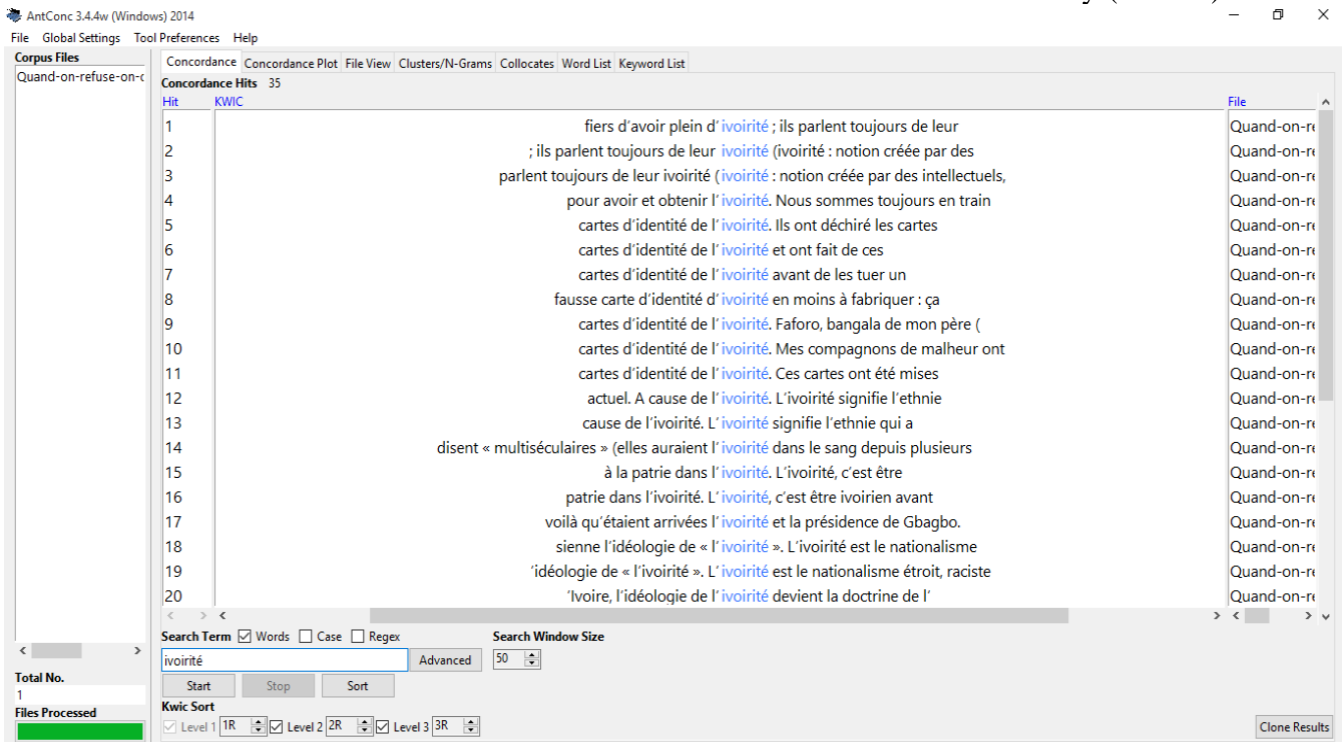 AntConc 3.4.4w (Windows) 2014
File Global Settings Tool Preferences Help
Corpus Files
Quand-on-refuse-on-c
Concordance Concordance Plot File View Clusters/N-Grams Collocates Word List Keyword List
Concordance Hits 35
Hit KWIC File
1 fiers d'avoir plein d'ivoirité ; ils parlent toujours de leur Quand-on-re
2 ; ils parlent toujours de leur ivoirité (ivoirité : notion créée par des Quand-on-re
3 parlent toujours de leur ivoirité (ivoirité : notion créée par des intellectuels, Quand-on-re
4 pour avoir et obtenir l'ivoirité. Nous sommes toujours en train Quand-on-re
5 cartes d'identité de l'ivoirité. Ils ont déchiré les cartes Quand-on-re
6 cartes d'identité de l'ivoirité et ont fait de ces Quand-on-re
7 cartes d'identité de l'ivoirité avant de les tuer un Quand-on-re
8 fausse carte d'identité d'ivoirité en moins à fabriquer : ça Quand-on-re
9 cartes d'identité de l'ivoirité. Faforo, bangala de mon père ( Quand-on-re
10 cartes d'identité de l'ivoirité. Mes compagnons de malheur ont Quand-on-re
11 cartes d'identité de l'ivoirité. Ces cartes ont été mises Quand-on-re
12 actuel. A cause de l'ivoirité. L'ivoirité signifie l'ethnie Quand-on-re
13 cause de l'ivoirité. L'ivoirité signifie l'ethnie qui a Quand-on-re
14 disent « multiséculaires » (elles auraient l'ivoirité dans le sang depuis plusieurs Quand-on-re
15 à la patrie dans l'ivoirité. L'ivoirité, c'est être Quand-on-re
16 patrie dans l'ivoirité. L'ivoirité, c'est être ivoirien avant Quand-on-re
17 voilà qu'étaient arrivées l'ivoirité et la présidence de Gbagbo. Quand-on-re
18 sienne l'idéologie de « l'ivoirité ». L'ivoirité est le nationalisme Quand-on-re
19 'idéologie de « l'ivoirité ». L'ivoirité est le nationalisme étroit, raciste Quand-on-re
20 'Ivoire, l'idéologie de l'ivoirité devient la doctrine de l' Quand-on-re
Search Term Words Case Regex Search Window Size
ivoirité Advanced 50
Total No.
1
Start Stop Sort
Files Processed
Kwic Sort
Level 1 1R Level 2 2R Level 3 3R Clone Results